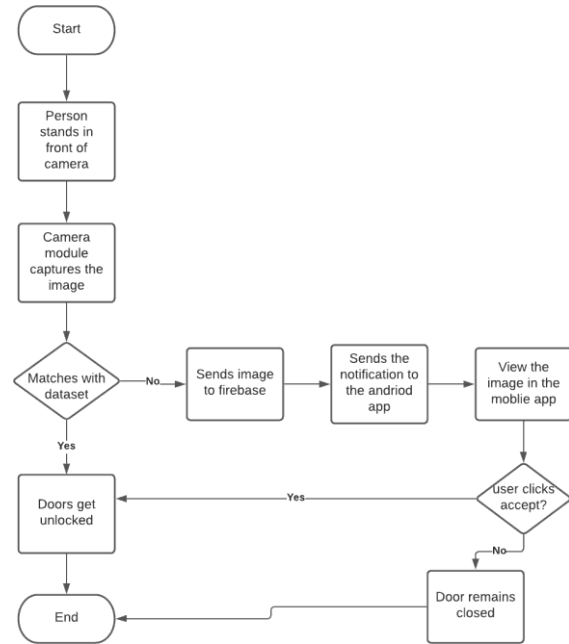 Start
Person
stands in
front of
camera
Camera
module
captures the
image
Matches with
dataset
No
Sends image
to firebase
Sends the
notification to
the andriod
app
View the
image in the
moblie app
Yes
Doors get
unlocked
Yes
user clicks
accept?
No
Door remains
closed
End